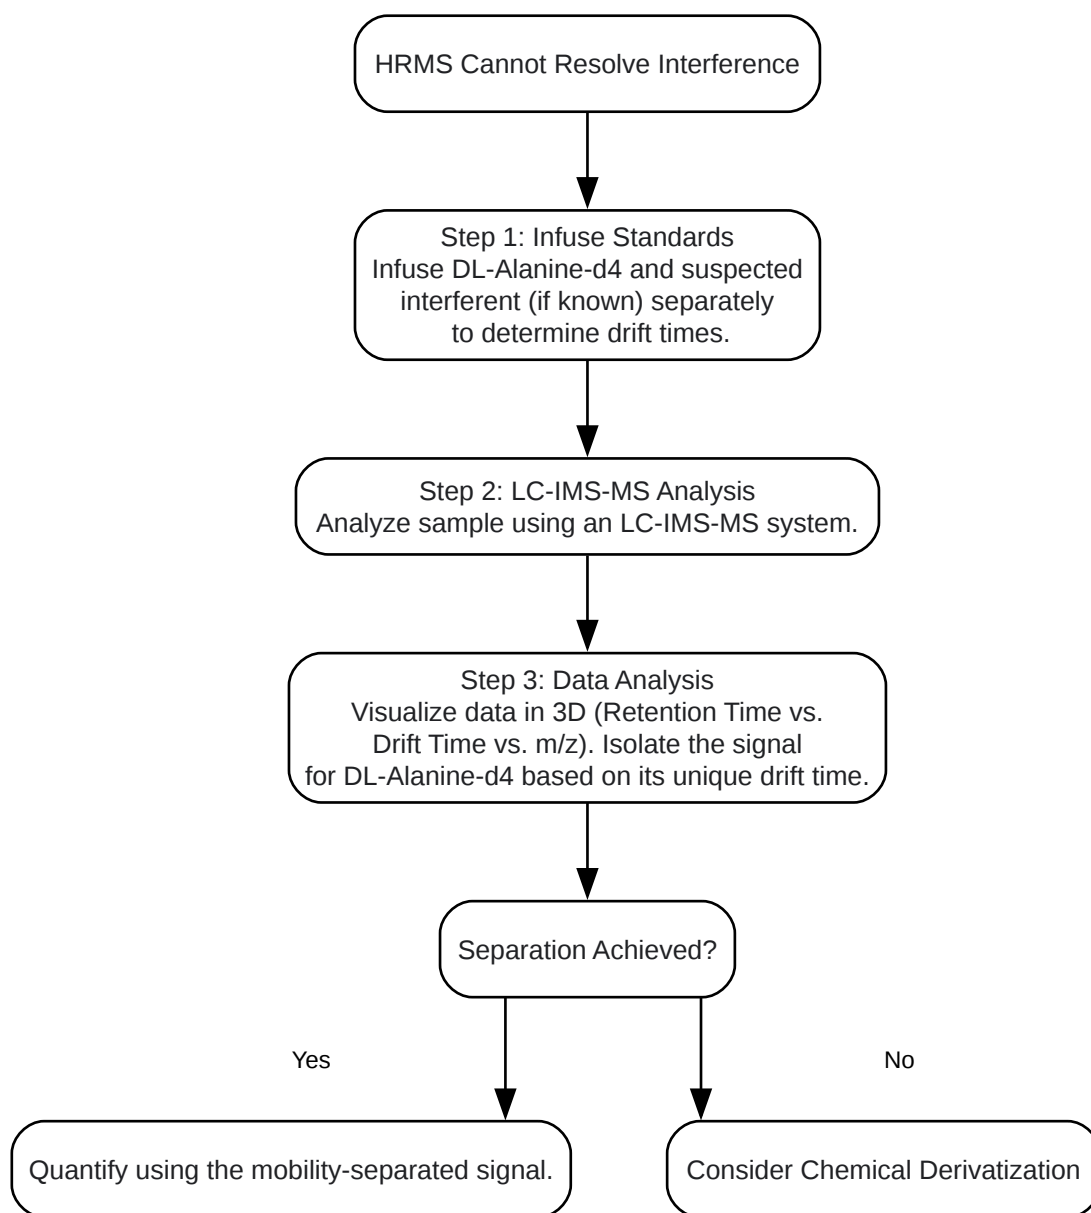 HRMS Cannot Resolve Interference
Step 1: Infuse Standards
Infuse DL-Alanine-d4 and suspected
interferent (if known) separately
to determine drift times.
Step 2: LC-IMS-MS Analysis
Analyze sample using an LC-IMS-MS system.
Step 3: Data Analysis
Visualize data in 3D (Retention Time vs.
Drift Time vs. m/z). Isolate the signal
for DL-Alanine-d4 based on its unique drift time.
Separation Achieved?
Yes
No
Quantify using the mobility-separated signal.
Consider Chemical Derivatization